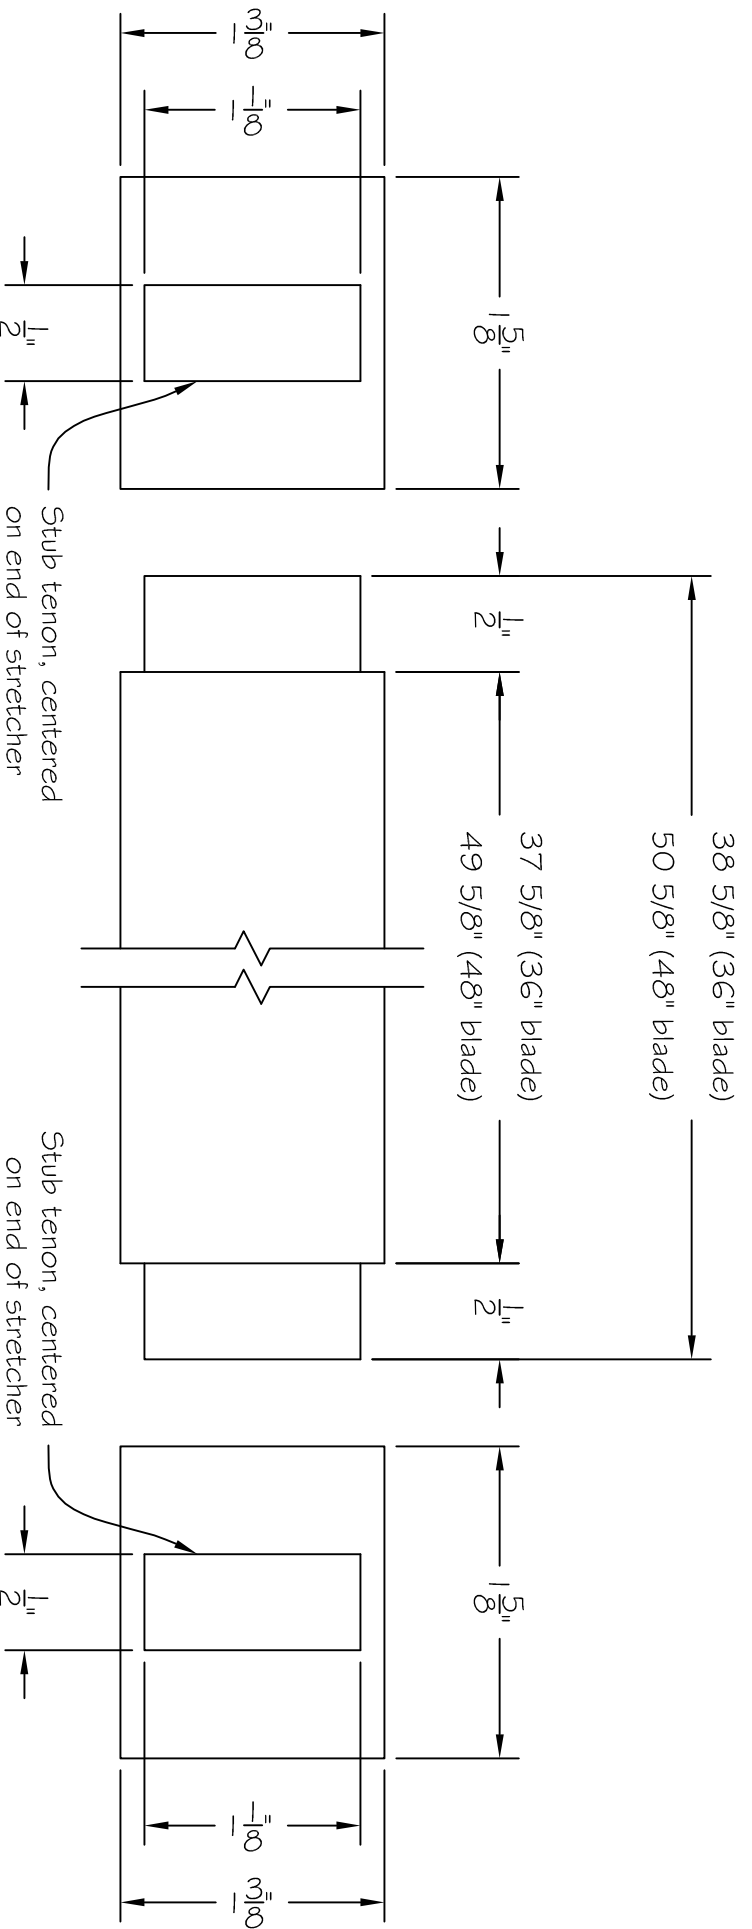 38 5/8" (36" blade)
50 5/8" (48" blade)
37 5/8" (36" blade)
49 5/8" (48" blade)
1 5/8"
1/2"
1/2"
1 5/8"
1 3/8"
1 1/8"
1 1/8"
1 3/8"
Stub tenon, centered
on end of stretcher
Stub tenon, centered
on end of stretcher
1/2"
1/2"